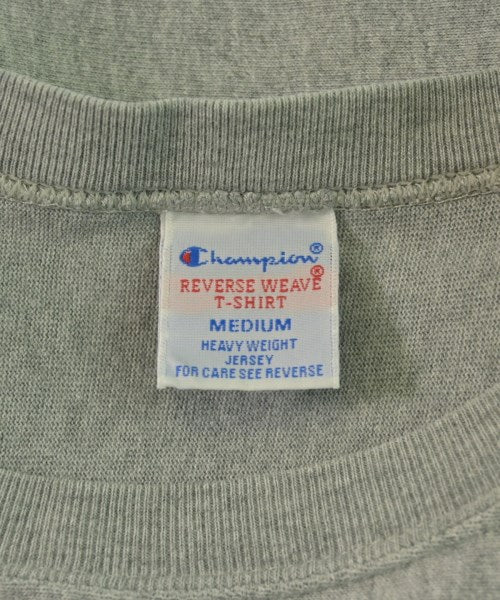 Champion®
REVERSE WEAVE®
T-SHIRT
MEDIUM
HEAVY WEIGHT
JERSEY
FOR CARE SEE REVERSE